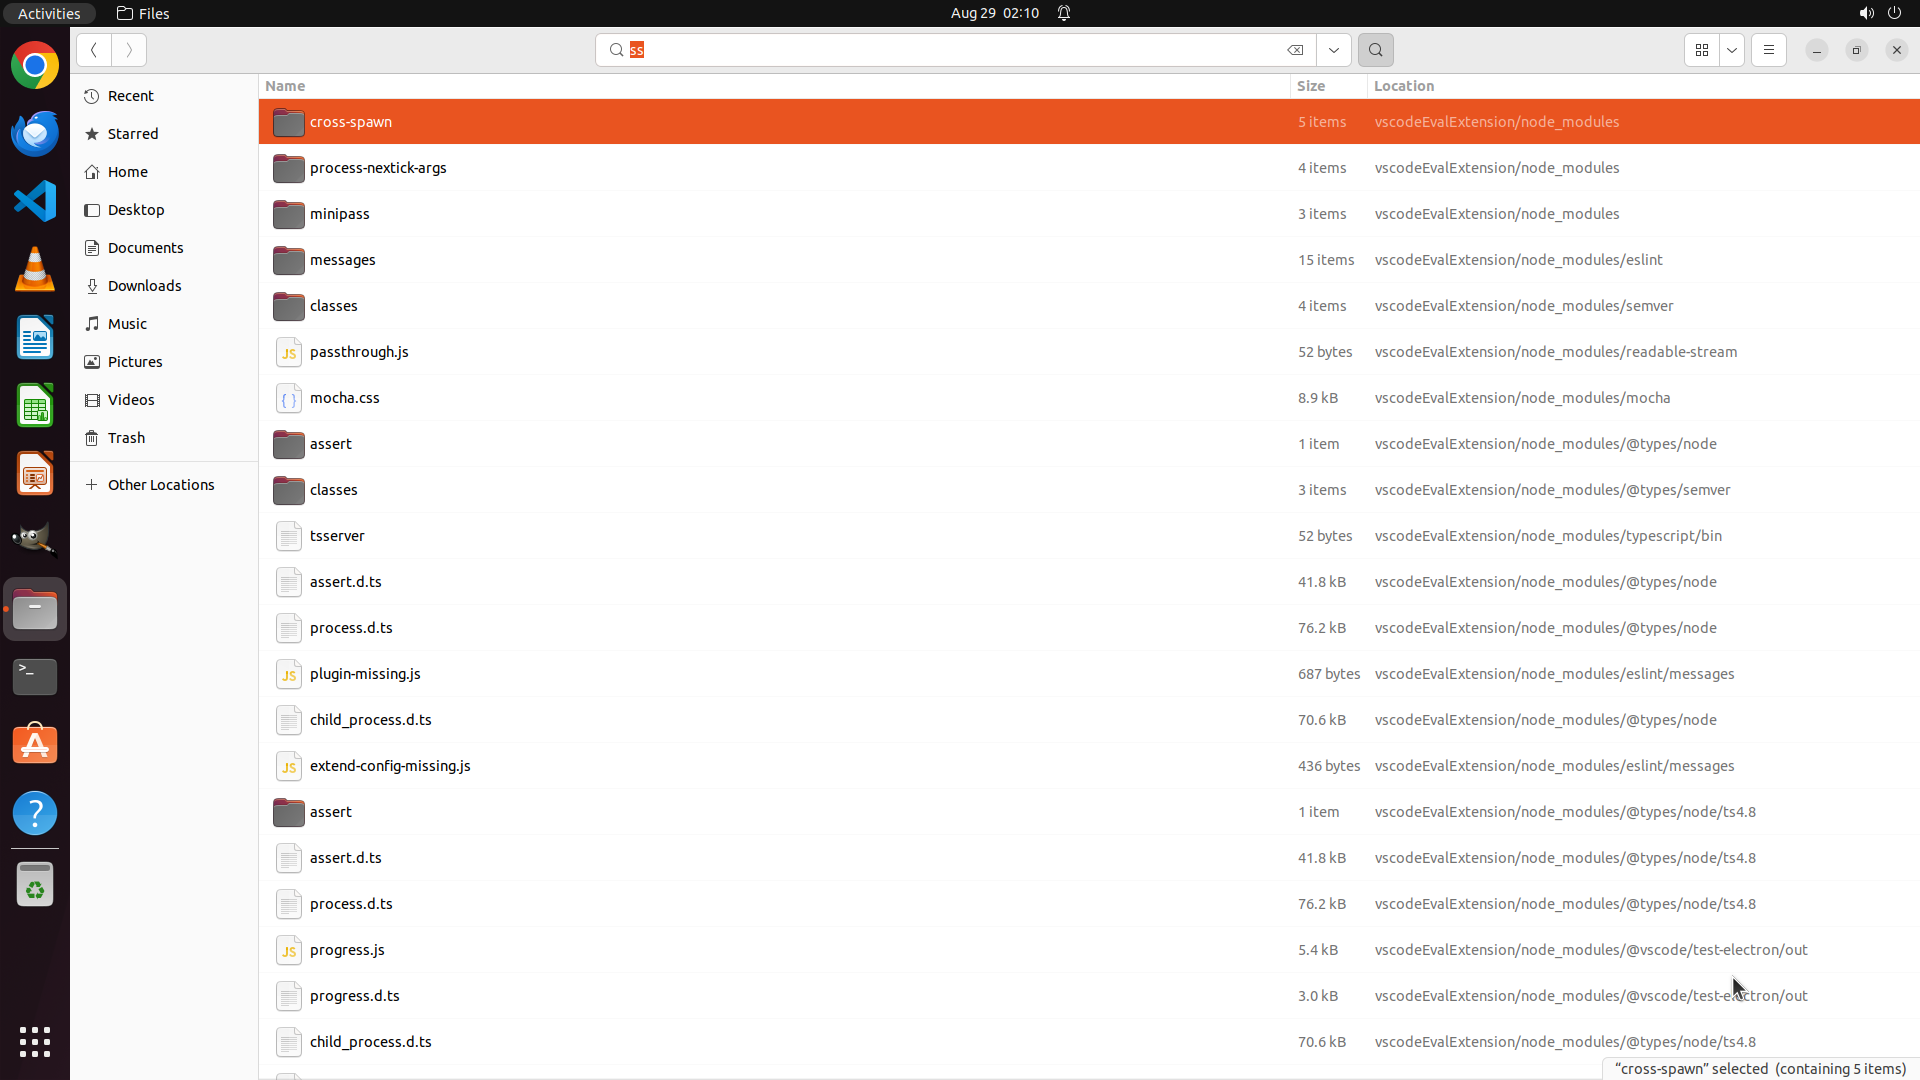 Activities
Files
Aug 29 02:10
ss
Recent
Starred
Home
Desktop
Documents
Downloads
Music
Pictures
Videos
Trash
Other Locations
Name Size Location
cross-spawn 5 items vscodeEvalExtension/node_modules
process-nextick-args 4 items vscodeEvalExtension/node_modules
minipass 3 items vscodeEvalExtension/node_modules
messages 15 items vscodeEvalExtension/node_modules/eslint
classes 4 items vscodeEvalExtension/node_modules/semver
passthrough.js 52 bytes vscodeEvalExtension/node_modules/readable-stream
mocha.css 8.9 kB vscodeEvalExtension/node_modules/mocha
assert 1 item vscodeEvalExtension/node_modules/@types/node
classes 3 items vscodeEvalExtension/node_modules/@types/semver
tsserver 52 bytes vscodeEvalExtension/node_modules/typescript/bin
assert.d.ts 41.8 kB vscodeEvalExtension/node_modules/@types/node
process.d.ts 76.2 kB vscodeEvalExtension/node_modules/@types/node
plugin-missing.js 687 bytes vscodeEvalExtension/node_modules/eslint/messages
child_process.d.ts 70.6 kB vscodeEvalExtension/node_modules/@types/node
extend-config-missing.js 436 bytes vscodeEvalExtension/node_modules/eslint/messages
assert 1 item vscodeEvalExtension/node_modules/@types/node/ts4.8
assert.d.ts 41.8 kB vscodeEvalExtension/node_modules/@types/node/ts4.8
process.d.ts 76.2 kB vscodeEvalExtension/node_modules/@types/node/ts4.8
progress.js 5.4 kB vscodeEvalExtension/node_modules/@vscode/test-electron/out
progress.d.ts 3.0 kB vscodeEvalExtension/node_modules/@vscode/test-electron/out
child_process.d.ts 70.6 kB vscodeEvalExtension/node_modules/@types/node/ts4.8
“cross-spawn” selected (containing 5 items)